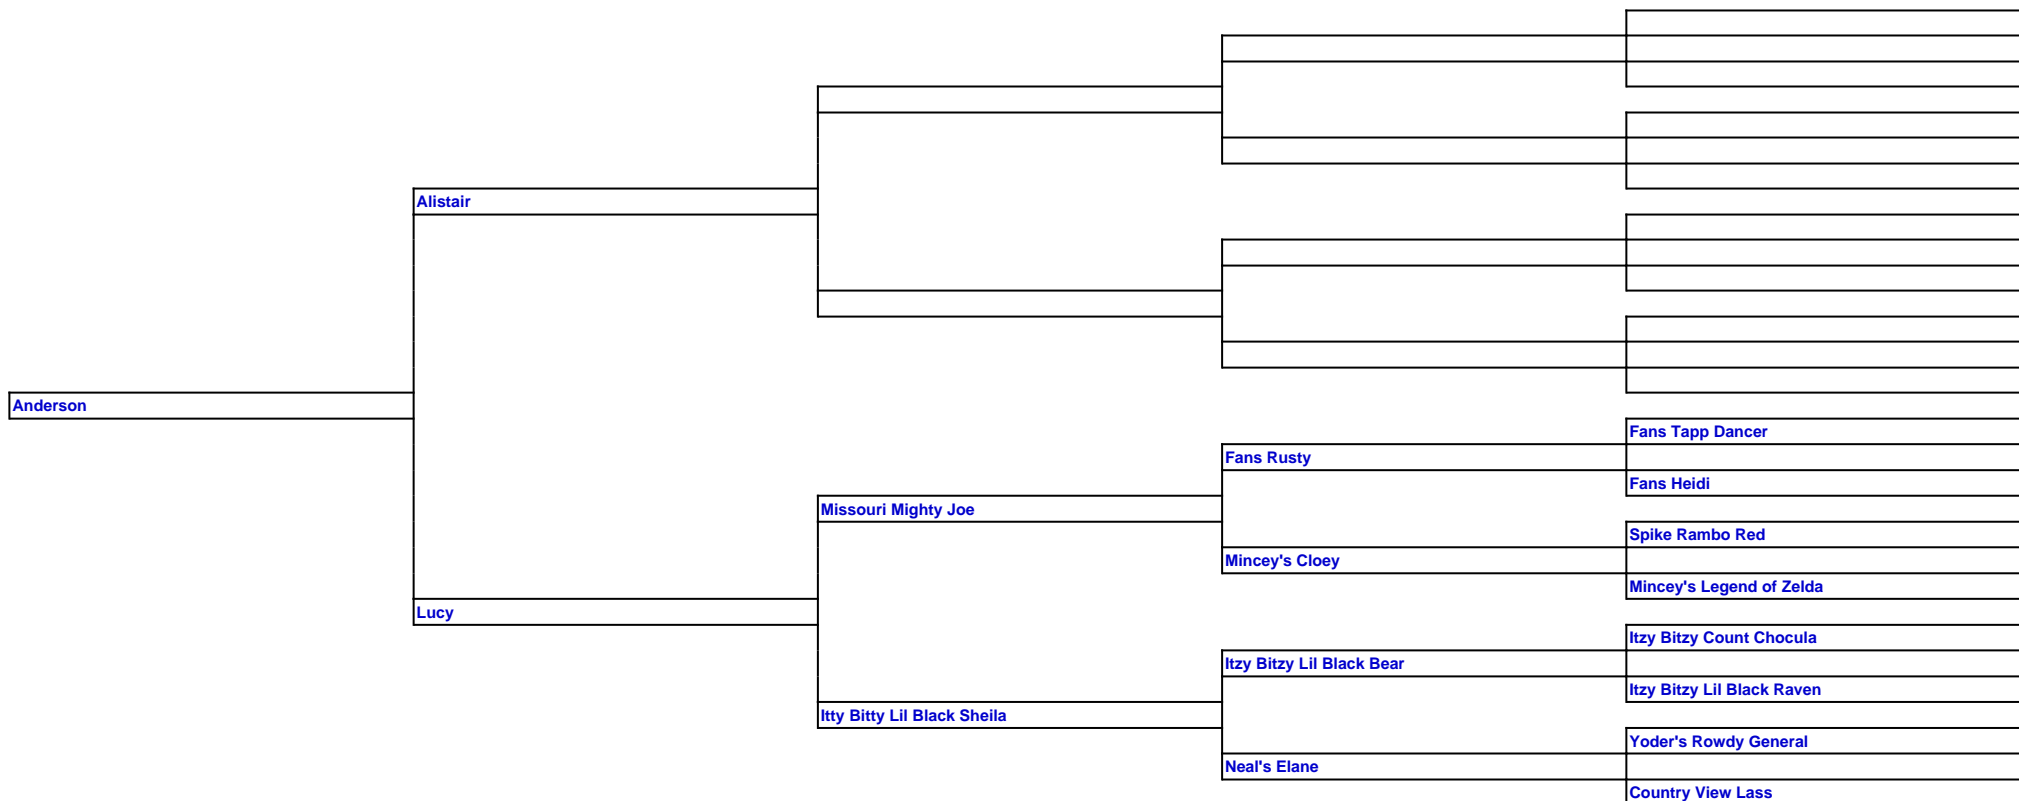 Alistair
Anderson
Fans Tapp Dancer
Fans Rusty
Fans Heidi
Missouri Mighty Joe
Spike Rambo Red
Mincey's Cloey
Mincey's Legend of Zelda
Lucy
Itzy Bitzy Count Chocula
Itzy Bitzy Lil Black Bear
Itzy Bitzy Lil Black Raven
Itty Bitty Lil Black Sheila
Yoder's Rowdy General
Neal's Elane
Country View Lass